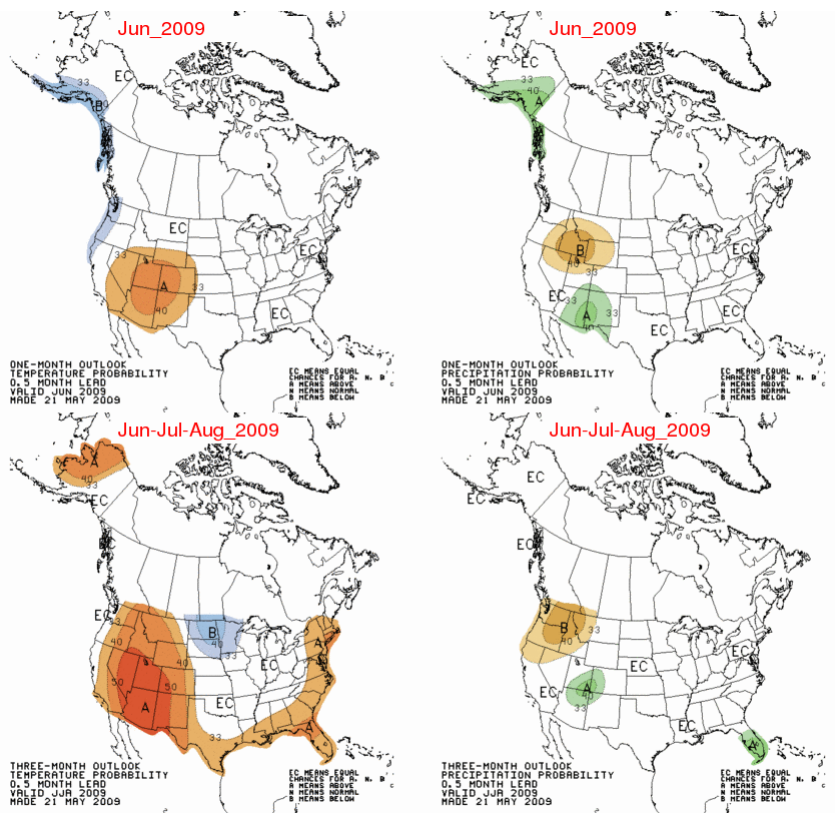 Jun_2009
EC
33
B
EC
33
A
33
40
EC
EC
ONE-MONTH OUTLOOK
TEMPERATURE PROBABILITY
0.5 MONTH LEAD
VALID JUN 2009
MADE 21 MAY 2009
EC MEANS EQUAL
CHANCES FOR A, N, B
A MEANS ABOVE
N MEANS NORMAL
B MEANS BELOW
Jun_2009
EC
33
40
A
B
40
33
EC
EC
33
A
40
EC
EC
ONE-MONTH OUTLOOK
PRECIPITATION PROBABILITY
0.5 MONTH LEAD
VALID JUN 2009
MADE 21 MAY 2009
EC MEANS EQUAL
CHANCES FOR A, N, B
A MEANS ABOVE
N MEANS NORMAL
B MEANS BELOW
Jun-Jul-Aug_2009
A
40
33
EC
EC
33
40
B
40
33
40
50
50
A
EC
EC
A
33
A
THREE-MONTH OUTLOOK
TEMPERATURE PROBABILITY
0.5 MONTH LEAD
VALID JJA 2009
MADE 21 MAY 2009
EC MEANS EQUAL
CHANCES FOR A, N, B
A MEANS ABOVE
N MEANS NORMAL
B MEANS BELOW
Jun-Jul-Aug_2009
EC
EC
EC
B
33
40
EC
EC
A
40
33
EC
A
THREE-MONTH OUTLOOK
PRECIPITATION PROBABILITY
0.5 MONTH LEAD
VALID JJA 2009
MADE 21 MAY 2009
EC MEANS EQUAL
CHANCES FOR A, N, B
A MEANS ABOVE
N MEANS NORMAL
B MEANS BELOW